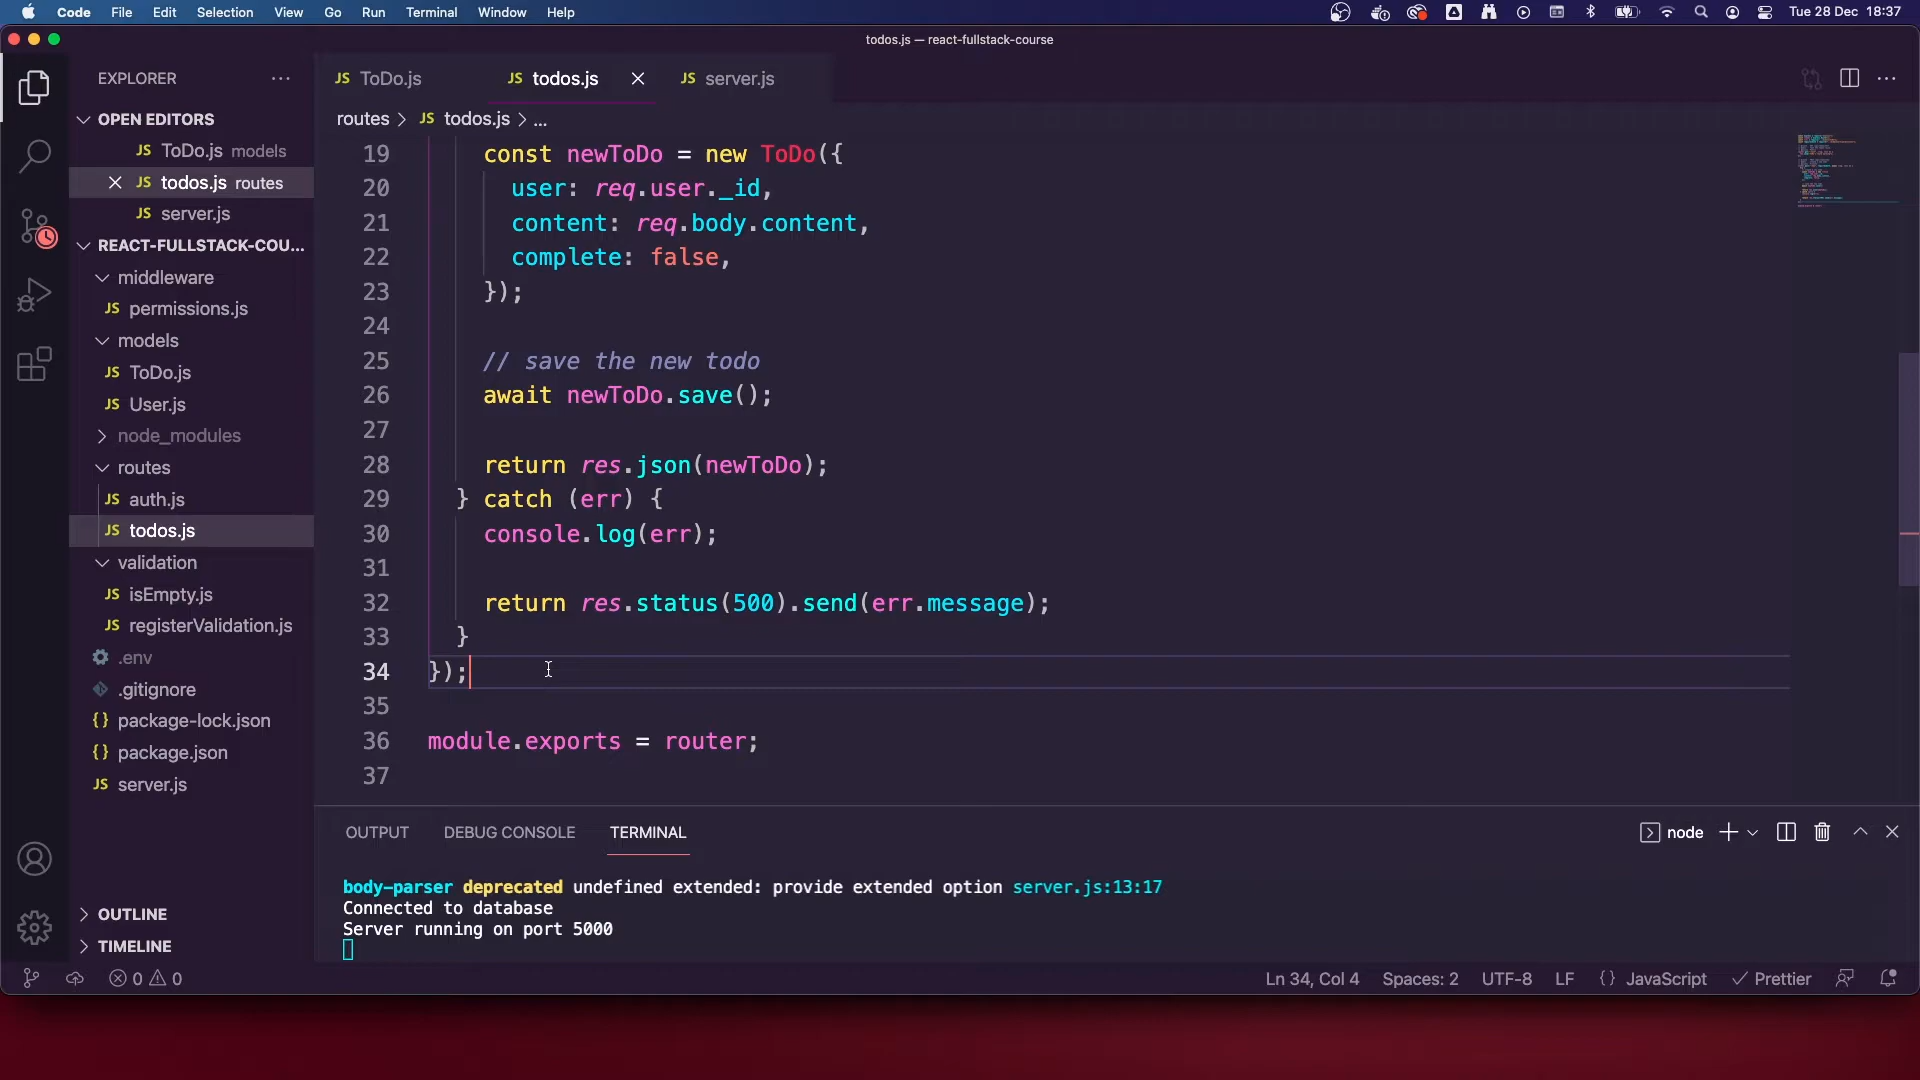 Code File Edit Selection View Go Run Terminal Window Help Tue 28 Dec 18:37
todos.js — react-fullstack-course
EXPLORER
OPEN EDITORS
JS ToDo.js models
JS todos.js routes
JS server.js
REACT-FULLSTACK-COU...
middleware
JS permissions.js
models
JS ToDo.js
JS User.js
node_modules
routes
JS auth.js
JS todos.js
validation
JS isEmpty.js
JS registerValidation.js
.env
.gitignore
{} package-lock.json
{} package.json
JS server.js
OUTLINE
TIMELINE
JS ToDo.js JS todos.js JS server.js
routes > JS todos.js > ...
19 const newToDo = new ToDo({
20 user: req.user._id,
21 content: req.body.content,
22 complete: false,
23 });
24
25 // save the new todo
26 await newToDo.save();
27
28 return res.json(newToDo);
29 } catch (err) {
30 console.log(err);
31
32 return res.status(500).send(err.message);
33 }
34 });
35
36 module.exports = router;
37
OUTPUT DEBUG CONSOLE TERMINAL node
body-parser deprecated undefined extended: provide extended option server.js:13:17
Connected to database
Server running on port 5000
0 0 Ln 34, Col 4 Spaces: 2 UTF-8 LF {} JavaScript Prettier